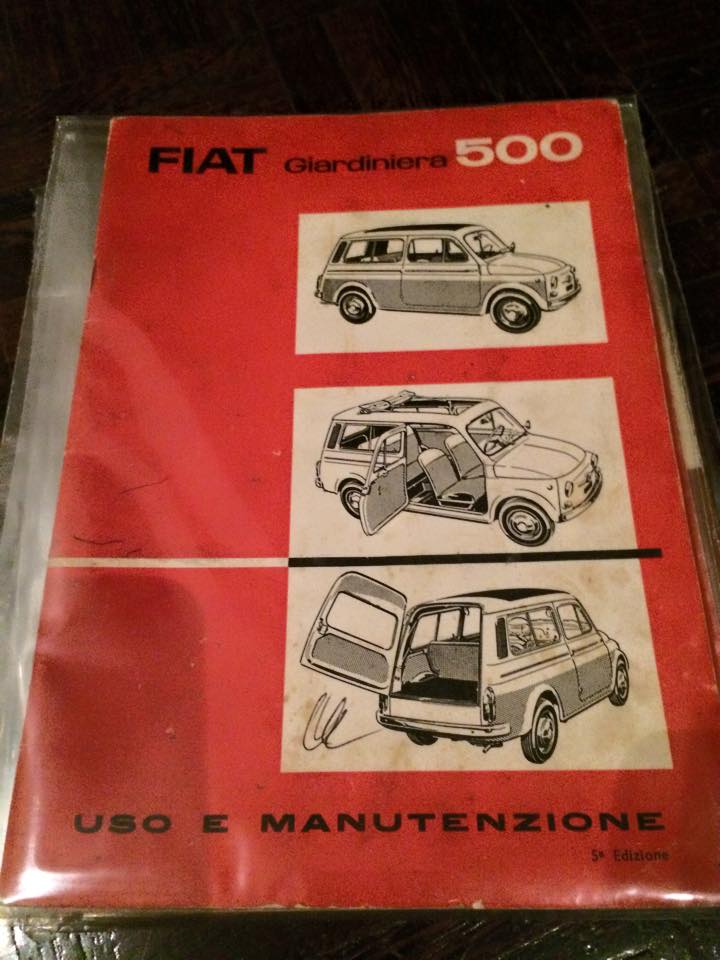 FIAT Giardiniera 500
USO E MANUTENZIONE
5ª Edizione